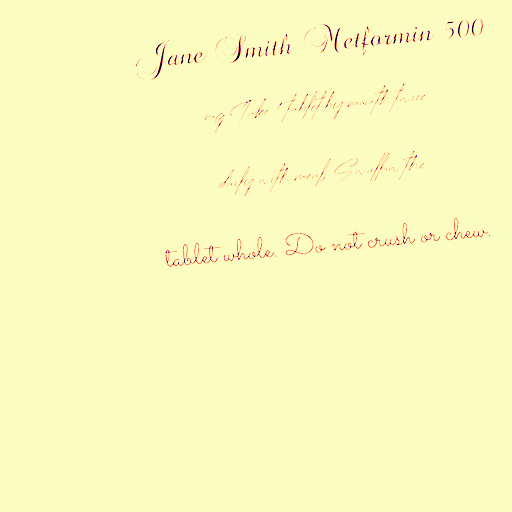 Jane Smith Metformin 500
mg Take 1 tablet by mouth twice
daily with meals Swallow the
tablet whole. Do not crush or chew.